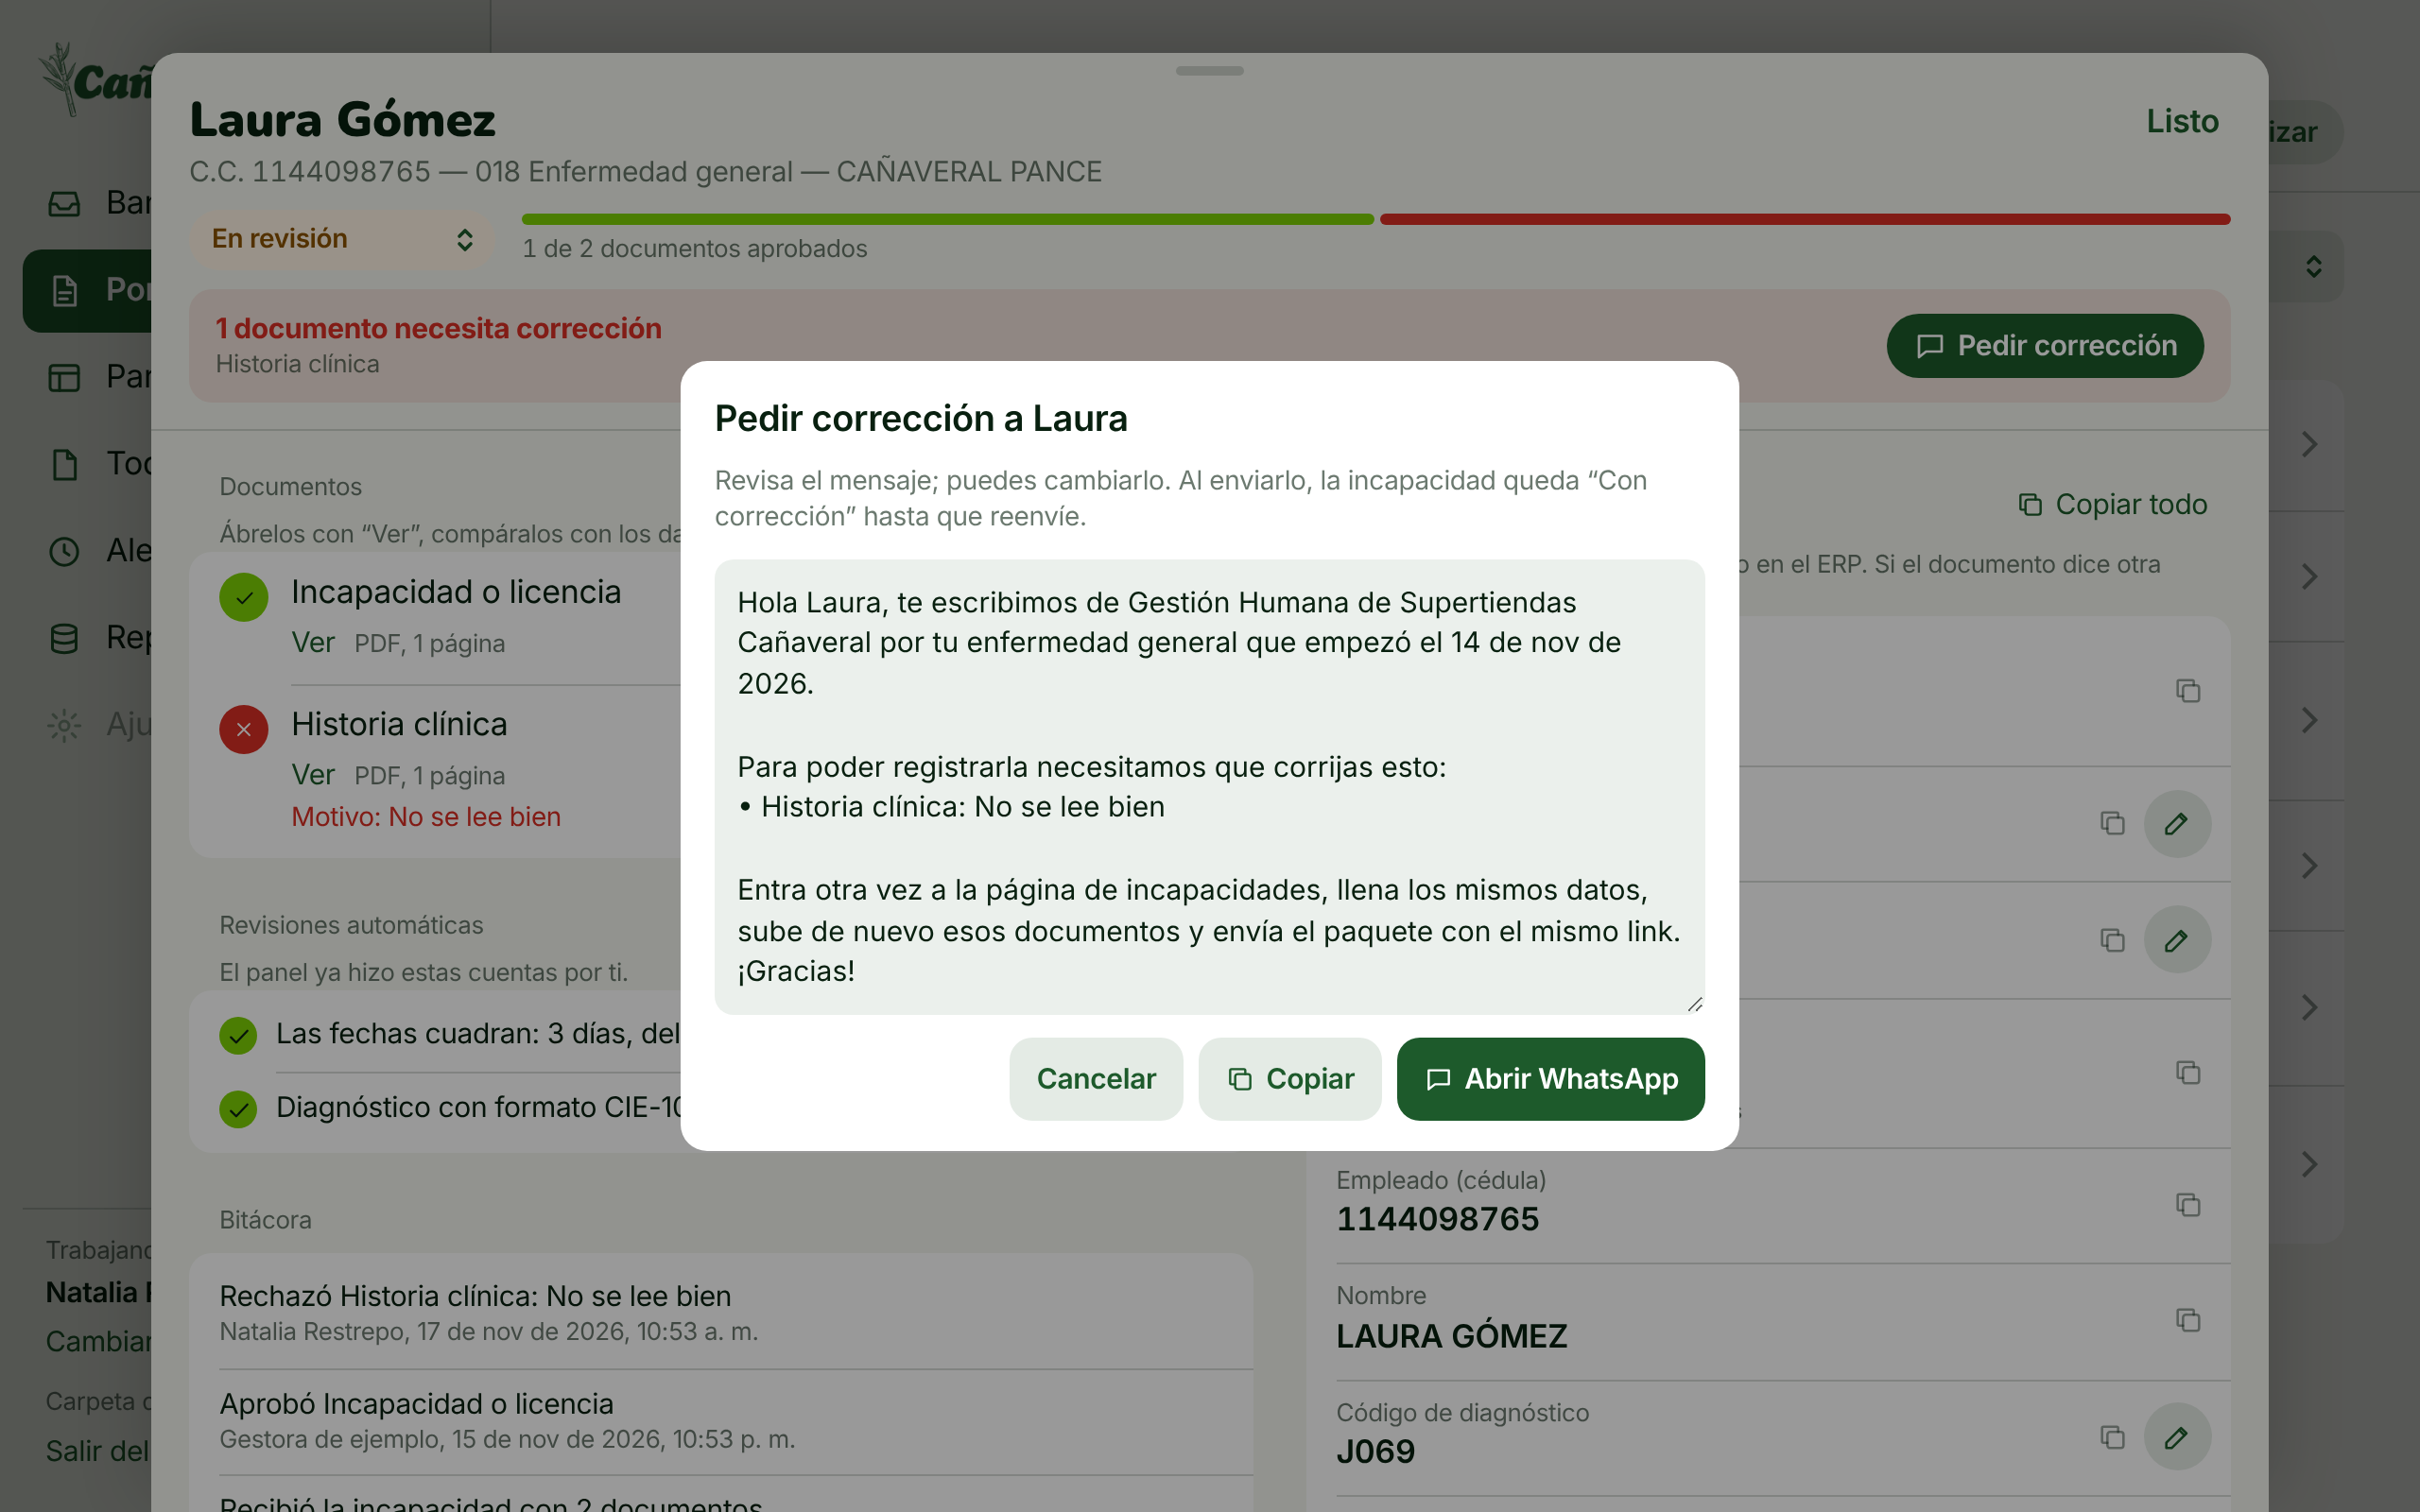 Laura Gómez
Listo
C.C. 1144098765 — 018 Enfermedad general — CAÑAVERAL PANCE
En revisión
1 de 2 documentos aprobados
1 documento necesita corrección
Historia clínica
Pedir corrección
Pedir corrección a Laura
Revisa el mensaje; puedes cambiarlo. Al enviarlo, la incapacidad queda “Con
corrección” hasta que reenvíe.
Hola Laura, te escribimos de Gestión Humana de Supertiendas
Cañaveral por tu enfermedad general que empezó el 14 de nov de
2026.
Para poder registrarla necesitamos que corrijas esto:
• Historia clínica: No se lee bien
Entra otra vez a la página de incapacidades, llena los mismos datos,
sube de nuevo esos documentos y envía el paquete con el mismo link.
¡Gracias!
Cancelar
Copiar
Abrir WhatsApp
Documentos
Ábrelos con “Ver”, compáralos con los
Incapacidad o licencia
Ver PDF, 1 página
Historia clínica
Ver PDF, 1 página
Motivo: No se lee bien
Revisiones automáticas
El panel ya hizo estas cuentas por ti.
Las fechas cuadran: 3 días, del
Diagnóstico con formato CIE-10
Bitácora
Rechazó Historia clínica: No se lee bien
Natalia Restrepo, 17 de nov de 2026, 10:53 a. m.
Aprobó Incapacidad o licencia
Gestora de ejemplo, 15 de nov de 2026, 10:53 p. m.
Recibió la incapacidad con 2 documentos
Copiar todo
en el ERP. Si el documento dice otra
Empleado (cédula)
1144098765
Nombre
LAURA GÓMEZ
Código de diagnóstico
J069
Natalia
Carpeta
Salir del